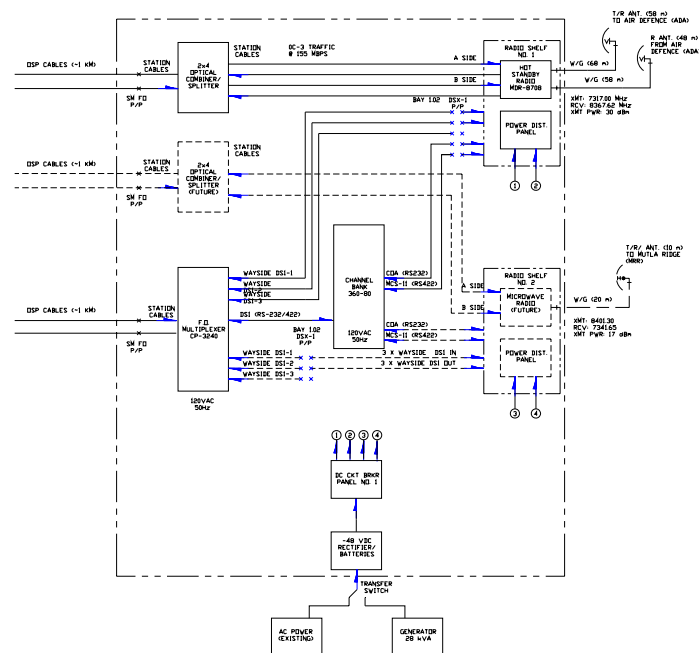 T/R ANT. (58 m)
TO AIR DEFENCE (ADA)
R ANT. (48 m)
FROM AIR
DEFENCE (ADA)
OSP CABLES (~1 KM)
STATION
CABLES
SM FO
P/P
2x4
OPTICAL
COMBINER/
SPLITTER
STATION
CABLES
OC-3 TRAFFIC
@ 155 MBPS
A SIDE
B SIDE
RADIO SHELF
NO. 1
HOT
STANDBY
RADIO
MDR-8708
W/G (68 m)
W/G (58 m)
XMT: 7317.00 MHz
RCV: 8367.62 MHz
XMT PWR: 30 dBm
BAY 1.02
DSX-1
P/P
POWER DIST.
PANEL
1
2
OSP CABLES (~1 KM)
STATION
CABLES
SM FO
P/P
2x4
OPTICAL
COMBINER/
SPLITTER
(FUTURE)
STATION
CABLES
T/R/ ANT. (10 m)
TO MUTLA RIDGE
(MRR)
OSP CABLES (~1 KM)
STATION
CABLES
F.O.
MULTIPLEXER
CP-3240
120VAC
50Hz
WAYSIDE DS1-1
WAYSIDE
DS1-2
WAYSIDE
DS1-3
DS1 (RS-232/422)
BAY 1.02
DSX-1
P/P
WAYSIDE DS1-1
WAYSIDE DS1-2
WAYSIDE DS1-3
CHANNEL
BANK
360-80
120VAC
50Hz
COA (RS232)
MCS-11 (RS422)
COA (RS232)
MCS-11 (RS422)
3 X WAYSIDE DS1 IN
3 X WAYSIDE DS1 OUT
A SIDE
B SIDE
RADIO SHELF
NO. 2
MICROWAVE
RADIO
(FUTURE)
W/G (20 m)
XMT: 8401.30
RCV: 7341.65
XMT PWR: 17 dBm
POWER DIST.
PANEL
3
4
1
2
3
4
DC CKT BRKR
PANEL NO. 1
-48 VDC
RECTIFIER/
BATTERIES
TRANSFER
SWITCH
AC POWER
(EXISTING)
GENERATOR
28 kVA